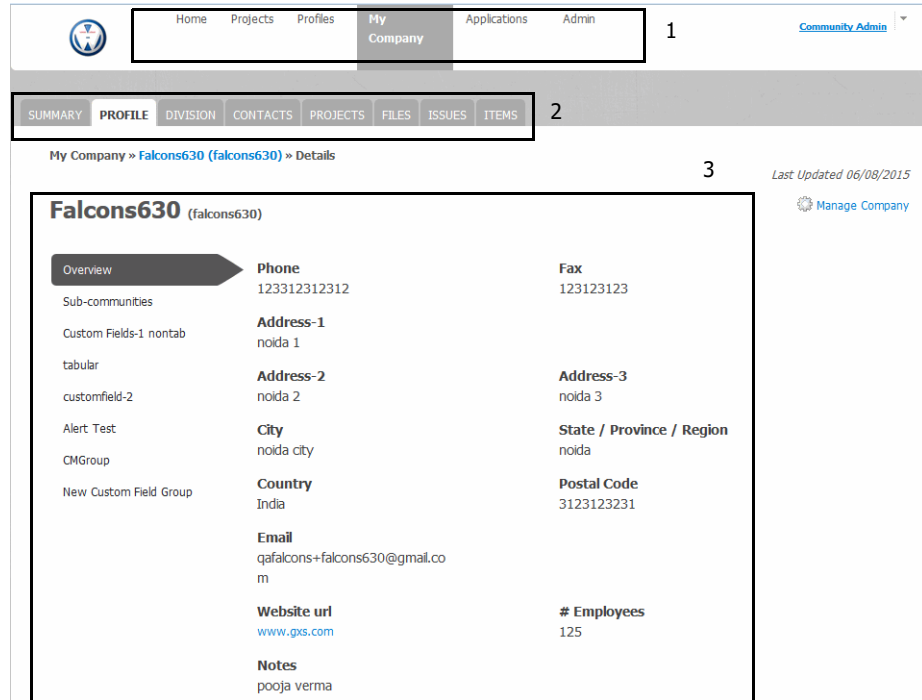 Home Projects Profiles My Company Applications Admin 1 Community Admin
SUMMARY PROFILE DIVISION CONTACTS PROJECTS FILES ISSUES ITEMS 2
My Company » Falcons630 (falcons630) » Details
3
Last Updated 06/08/2015
Manage Company
Falcons630 (falcons630)
Overview
Sub-communities
Custom Fields-1 nontab
tabular
customfield-2
Alert Test
CMGroup
New Custom Field Group
Phone Fax
123312312312 123123123
Address-1
noida 1
Address-2 Address-3
noida 2 noida 3
City State / Province / Region
noida city noida
Country Postal Code
India 3123123231
Email
qafalcons+falcons630@gmail.co
m
Website url # Employees
www.gxs.com 125
Notes
pooja verma